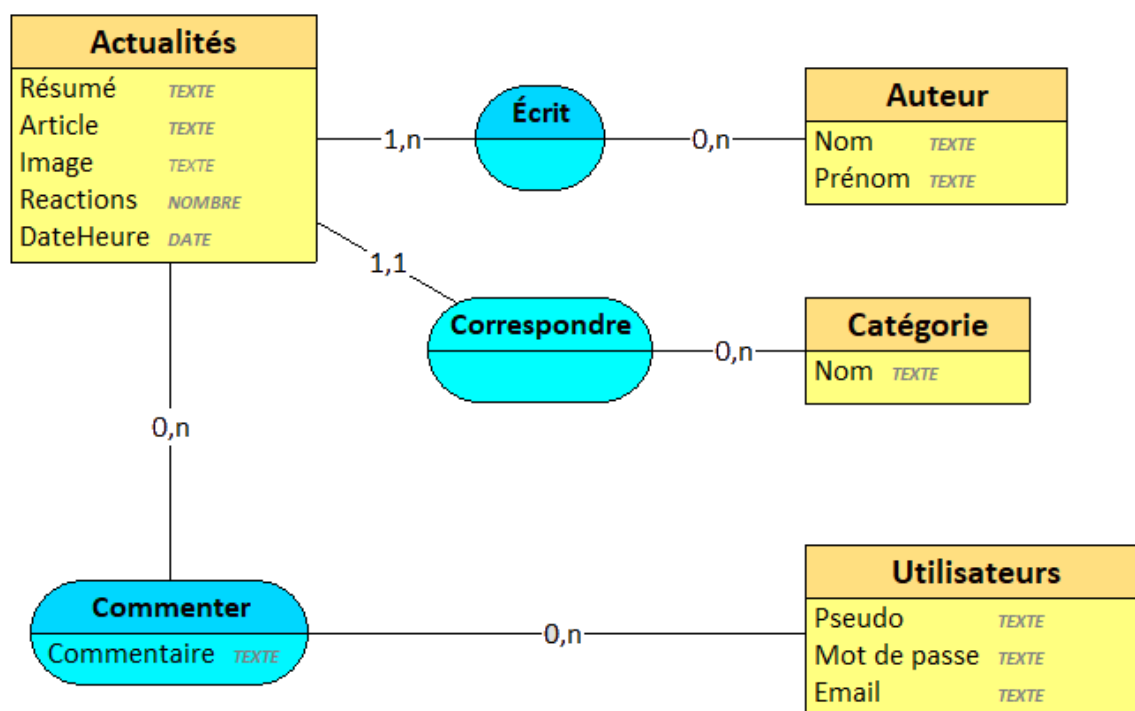 Actualités
Résumé TEXTE
Article TEXTE
Image TEXTE
Reactions NOMBRE
DateHeure DATE
1,n
Écrit
0,n
Auteur
Nom TEXTE
Prénom TEXTE
1,1
Correspondre
0,n
Catégorie
Nom TEXTE
0,n
Commenter
Commentaire TEXTE
0,n
Utilisateurs
Pseudo TEXTE
Mot de passe TEXTE
Email TEXTE